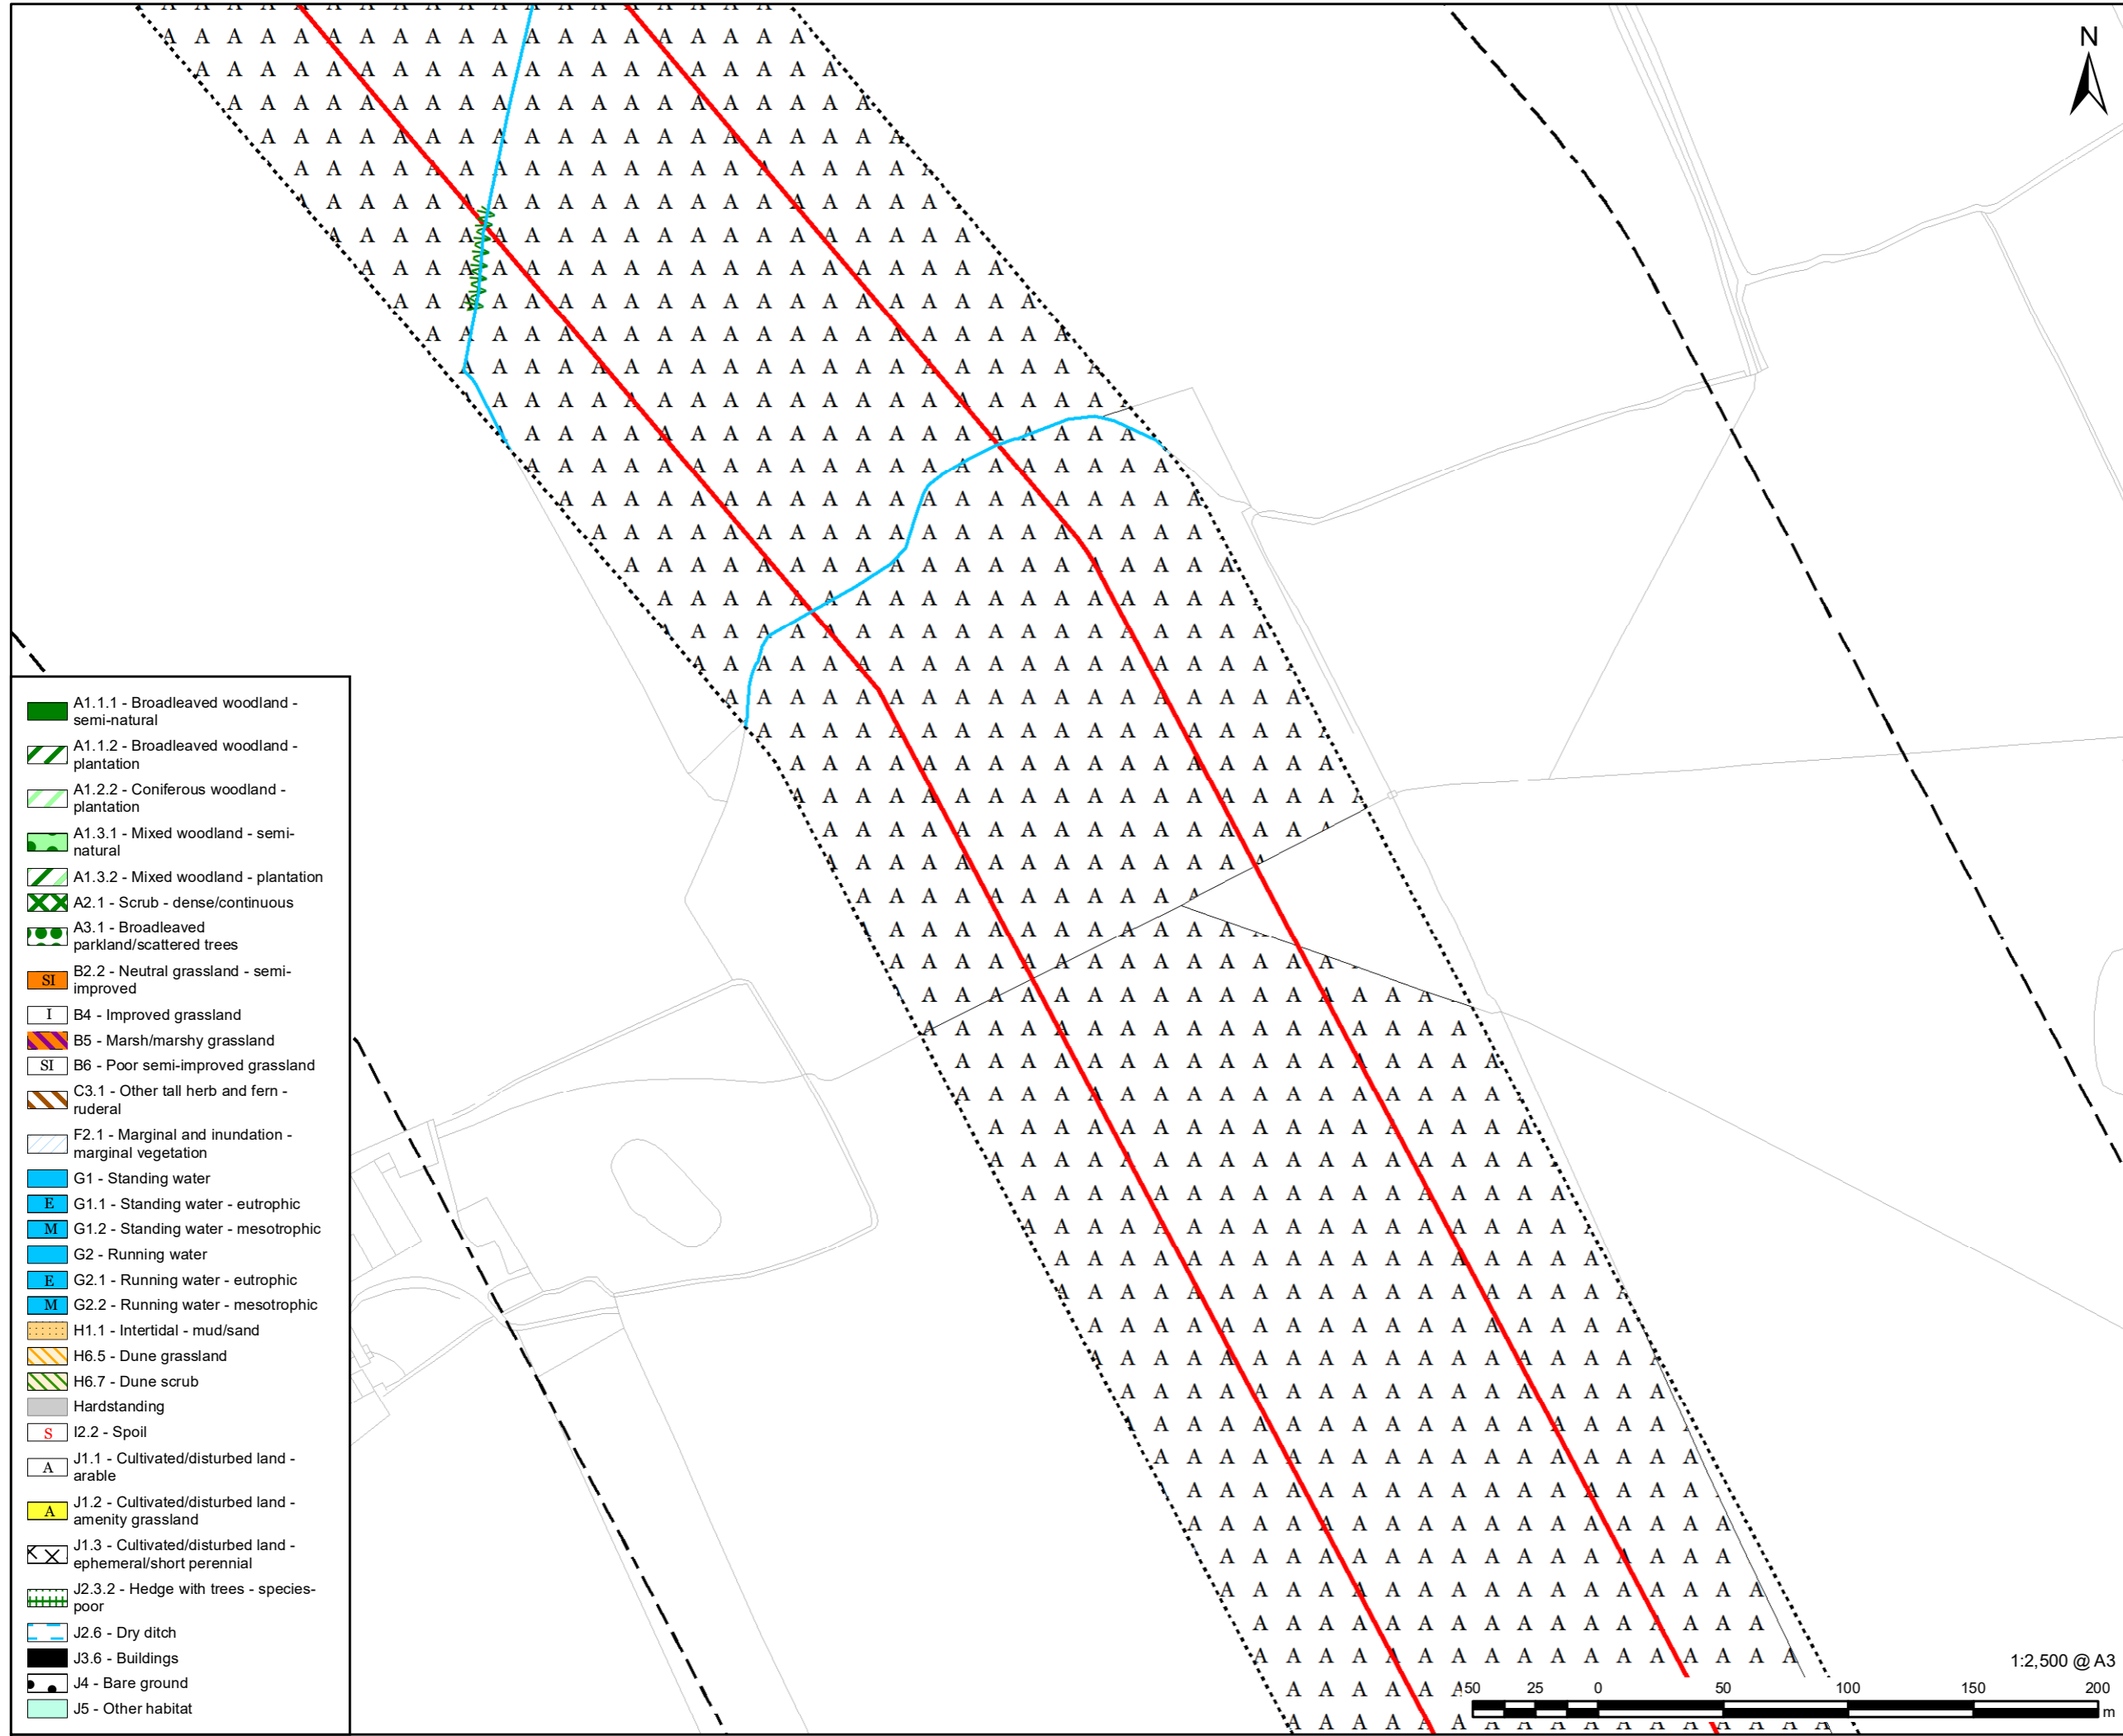 N
A1.1.1 - Broadleaved woodland -
semi-natural
A1.1.2 - Broadleaved woodland -
plantation
A1.2.2 - Coniferous woodland -
plantation
A1.3.1 - Mixed woodland - semi-
natural
A1.3.2 - Mixed woodland - plantation
A2.1 - Scrub - dense/continuous
A3.1 - Broadleaved
parkland/scattered trees
SI B2.2 - Neutral grassland - semi-
improved
I B4 - Improved grassland
B5 - Marsh/marshy grassland
SI B6 - Poor semi-improved grassland
C3.1 - Other tall herb and fern -
ruderal
F2.1 - Marginal and inundation -
marginal vegetation
G1 - Standing water
E G1.1 - Standing water - eutrophic
M G1.2 - Standing water - mesotrophic
G2 - Running water
E G2.1 - Running water - eutrophic
M G2.2 - Running water - mesotrophic
H1.1 - Intertidal - mud/sand
H6.5 - Dune grassland
H6.7 - Dune scrub
Hardstanding
S I2.2 - Spoil
A J1.1 - Cultivated/disturbed land -
arable
A J1.2 - Cultivated/disturbed land -
amenity grassland
J1.3 - Cultivated/disturbed land -
ephemeral/short perennial
J2.3.2 - Hedge with trees - species-
poor
J2.6 - Dry ditch
J3.6 - Buildings
J4 - Bare ground
J5 - Other habitat
1:2,500 @ A3
50 25 0 50 100 150 200
m